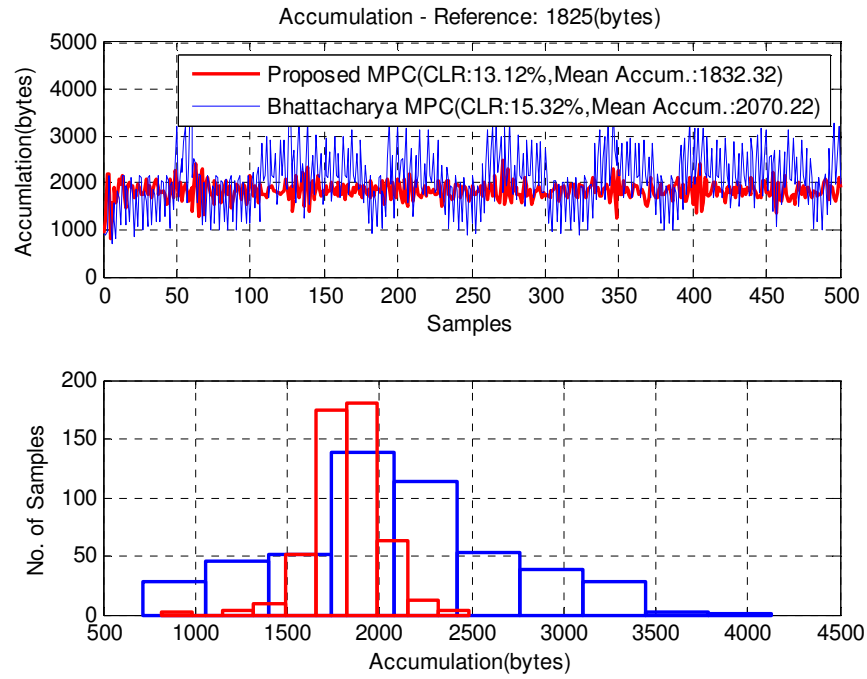 Accumulation - Reference: 1825(bytes)
5000
4000
3000
2000
1000
0
Accumlation(bytes)
Proposed MPC(CLR:13.12%,Mean Accum.:1832.32)
Bhattacharya MPC(CLR:15.32%,Mean Accum.:2070.22)
0 50 100 150 200 250 300 350 400 450 500
Samples
200
150
100
50
0
No. of Samples
500 1000 1500 2000 2500 3000 3500 4000 4500
Accumulation(bytes)